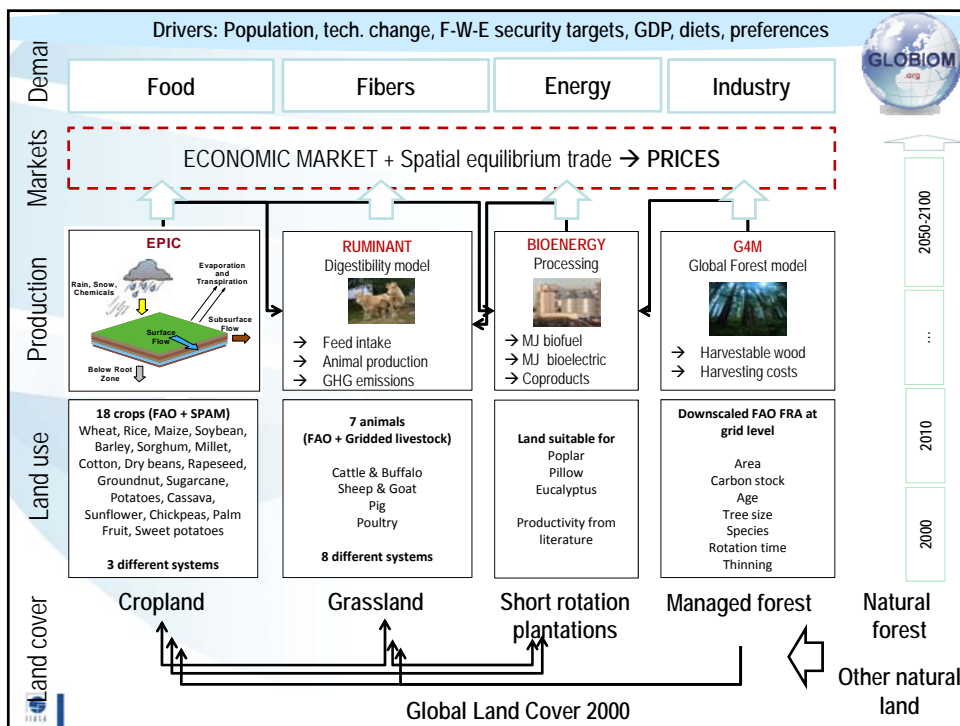 Drivers: Population, tech. change, F-W-E security targets, GDP, diets, preferences
GLOBIOM
.org
Demar
Food
Fibers
Energy
Industry
Markets
ECONOMIC MARKET + Spatial equilibrium trade → PRICES
Production
EPIC
Rain, Snow,
Chemicals
Evaporation
and
Transpiration
Subsurface
Flow
Surface
Flow
Below Root
Zone
RUMINANT
Digestibility model
→ Feed intake
→ Animal production
→ GHG emissions
BIOENERGY
Processing
→ MJ biofuel
→ MJ bioelectric
→ Coproducts
G4M
Global Forest model
→ Harvestable wood
→ Harvesting costs
2050-2100
...
2010
2000
Land use
18 crops (FAO + SPAM)
Wheat, Rice, Maize, Soybean,
Barley, Sorghum, Millet,
Cotton, Dry beans, Rapeseed,
Groundnut, Sugarcane,
Potatoes, Cassava,
Sunflower, Chickpeas, Palm
Fruit, Sweet potatoes
3 different systems
7 animals
(FAO + Gridded livestock)
Cattle & Buffalo
Sheep & Goat
Pig
Poultry
8 different systems
Land suitable for
Poplar
Pillow
Eucalyptus
Productivity from
literature
Downscaled FAO FRA at
grid level
Area
Carbon stock
Age
Tree size
Species
Rotation time
Thinning
Land cover
Cropland
Grassland
Short rotation
plantations
Managed forest
Natural
forest
Other natural
land
Global Land Cover 2000
IIASA